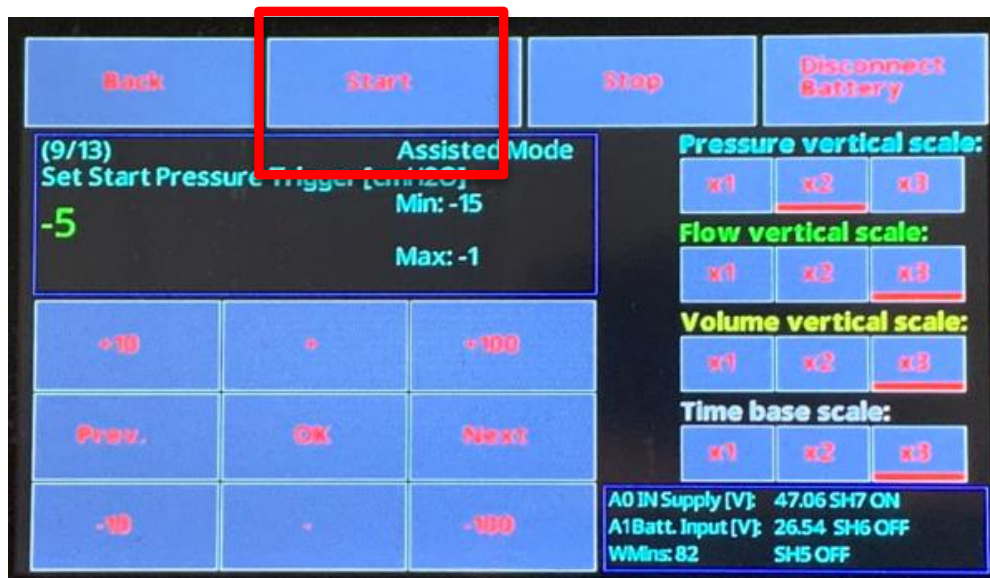 Back
Start
Stop
Disconnect
Battery
(9/13)
Assisted Mode
Set Start Pressure Trigger [cmH2O]
-5
Min: -15
Max: -1
+10
+
+100
Prev.
OK
Next
-10
-
-100
Pressure vertical scale:
x1
x2
x3
Flow vertical scale:
x1
x2
x3
Volume vertical scale:
x1
x2
x3
Time base scale:
x1
x2
x3
A0 IN Supply [V]: 47.06 SH7 ON
A1 Batt. Input [V]: 26.54 SH6 OFF
WMins: 82 SH5 OFF